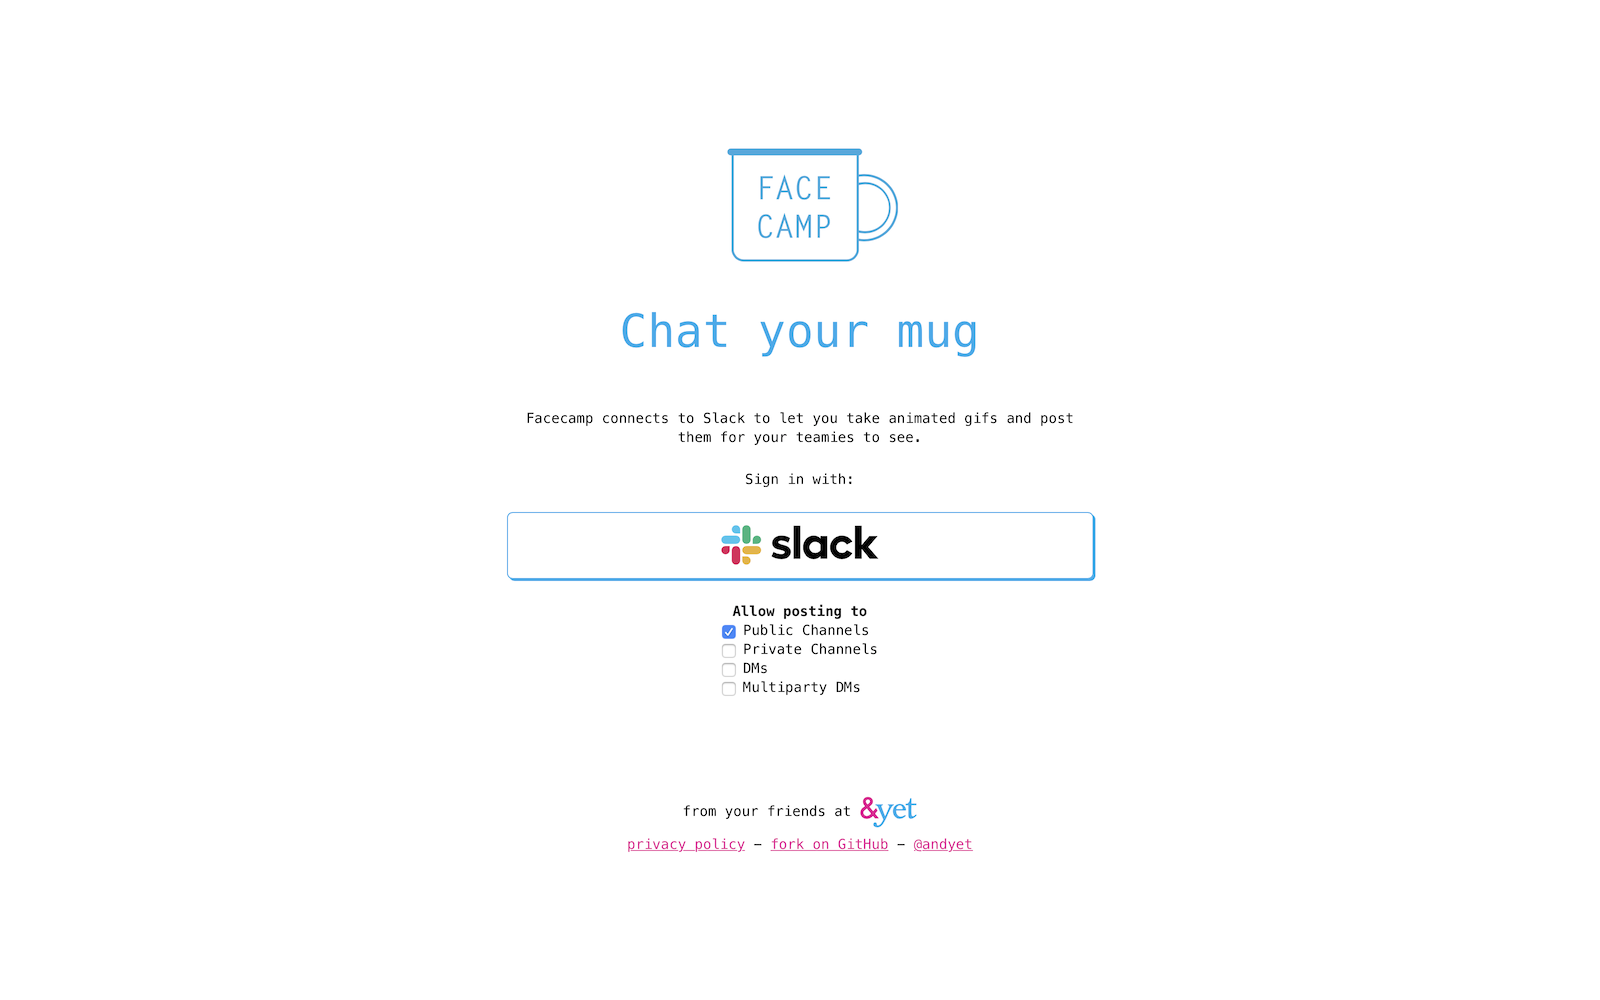 FACE
CAMP
Chat your mug
Facecamp connects to Slack to let you take animated gifs and post
them for your teamies to see.
Sign in with:
slack
Allow posting to
Public Channels
Private Channels
DMs
Multiparty DMs
from your friends at &yet
privacy policy – fork on GitHub – @andyet